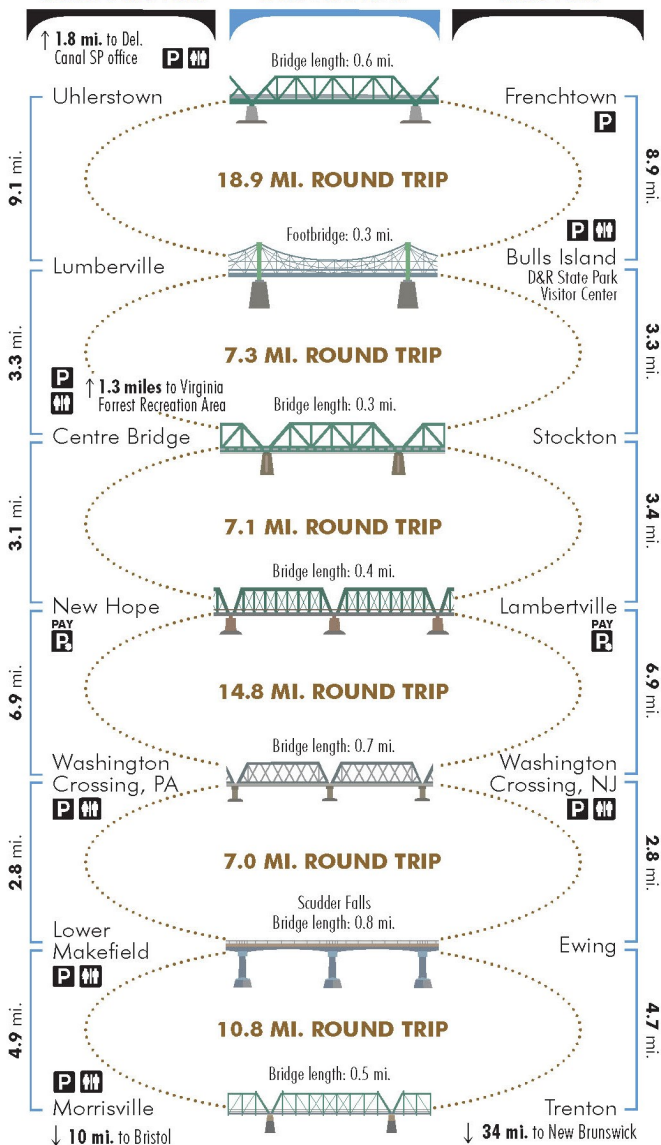 ↑ 1.8 mi. to Del.
Canal SP office
P
Bridge length: 0.6 mi.
Uhlerstown
Frenchtown
P
9.1 mi.
18.9 MI. ROUND TRIP
8.9 mi.
Footbridge: 0.3 mi.
P
Lumberville
Bulls Island
D&R State Park
Visitor Center
3.3 mi.
7.3 MI. ROUND TRIP
3.3 mi.
P
↑ 1.3 miles to Virginia
Forrest Recreation Area
Bridge length: 0.3 mi.
Centre Bridge
Stockton
3.1 mi.
7.1 MI. ROUND TRIP
3.4 mi.
Bridge length: 0.4 mi.
New Hope
PAY
P
Lambertville
PAY
P
6.9 mi.
14.8 MI. ROUND TRIP
6.9 mi.
Bridge length: 0.7 mi.
Washington
Crossing, PA
P
Washington
Crossing, NJ
P
2.8 mi.
7.0 MI. ROUND TRIP
2.8 mi.
Scudder Falls
Bridge length: 0.8 mi.
Lower
Makefield
P
Ewing
4.9 mi.
10.8 MI. ROUND TRIP
4.7 mi.
P
Bridge length: 0.5 mi.
Morrisville
↓ 10 mi. to Bristol
Trenton
↓ 34 mi. to New Brunswick